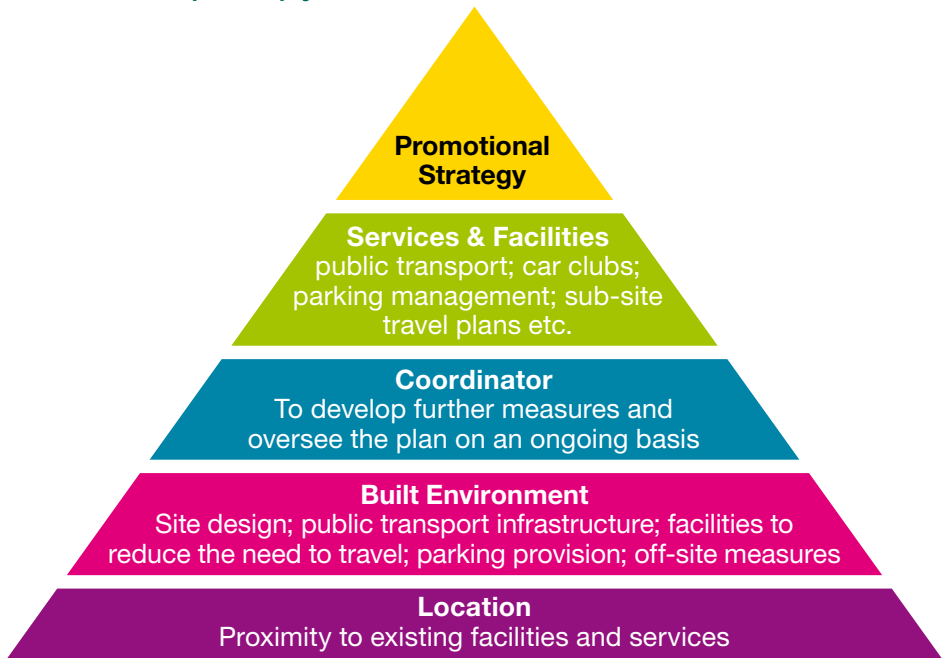 Promotional
Strategy
Services & Facilities
public transport; car clubs;
parking management; sub-site
travel plans etc.
Coordinator
To develop further measures and
oversee the plan on an ongoing basis
Built Environment
Site design; public transport infrastructure; facilities to
reduce the need to travel; parking provision; off-site measures
Location
Proximity to existing facilities and services